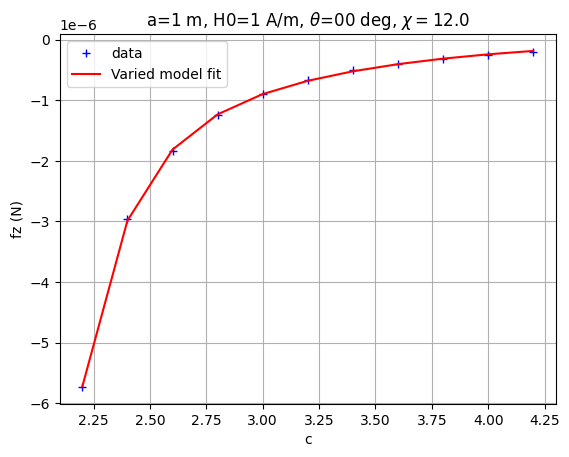 a=1 m, H0=1 A/m, θ=00 deg, χ = 12.0
1e−6
data
Varied model fit
0
−1
−2
−3
−4
−5
−6
fz (N)
2.25 2.50 2.75 3.00 3.25 3.50 3.75 4.00 4.25
c